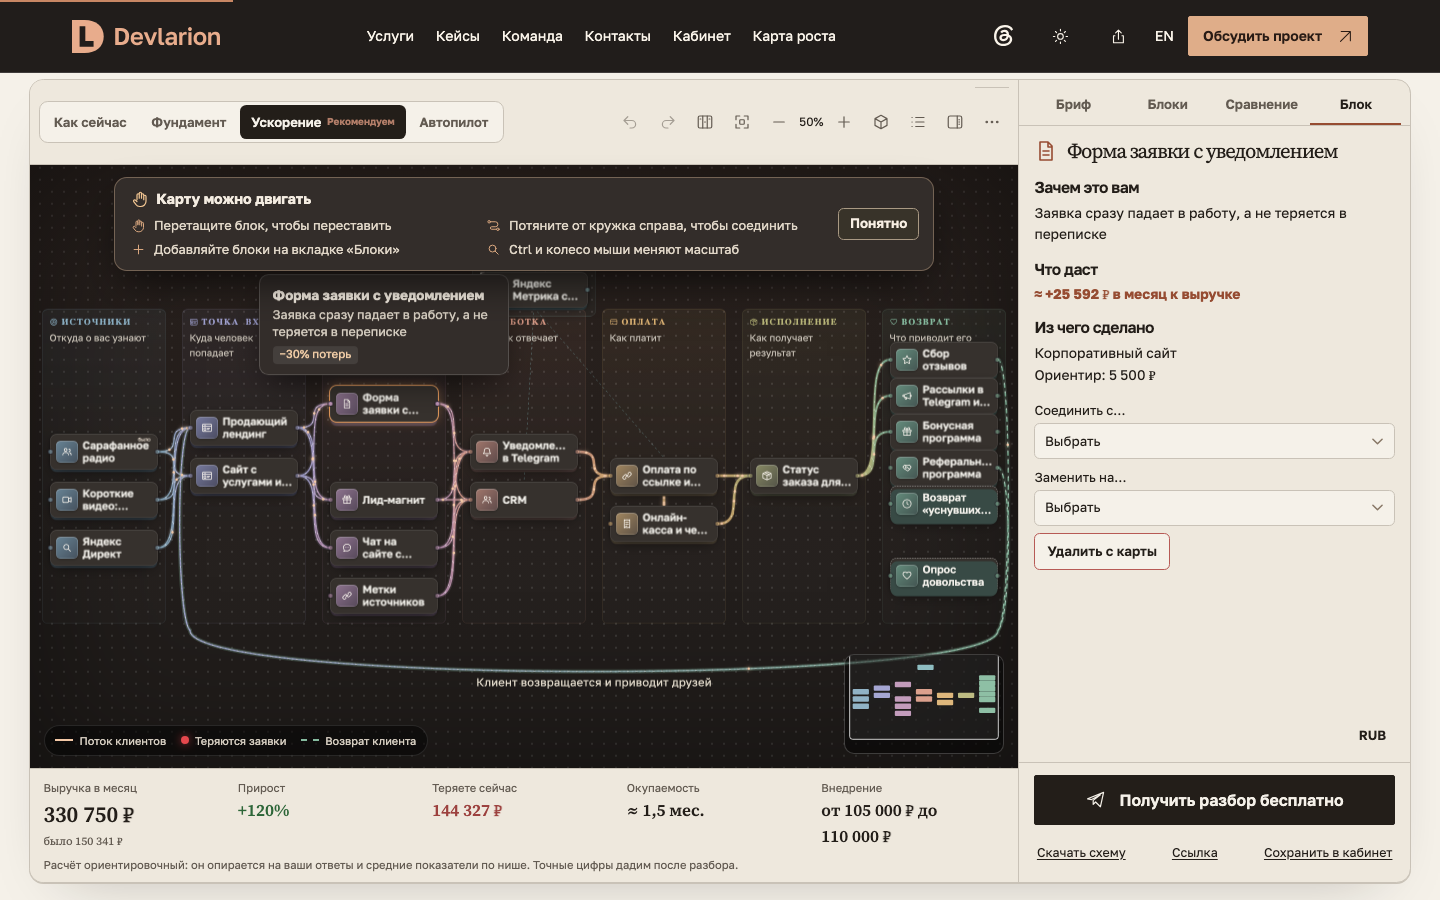 Devlarion
Услуги
Кейсы
Команда
Контакты
Кабинет
Карта роста
EN
Обсудить проект
Как сейчас
Фундамент
Ускорение Рекомендуем
Автопилот
50%
Бриф
Блоки
Сравнение
Блок
Карту можно двигать
Перетащите блок, чтобы переставить
Потяните от кружка справа, чтобы соединить
Добавляйте блоки на вкладке «Блоки»
Ctrl и колесо мыши меняют масштаб
Понятно
Яндекс
Метрика с...
Форма заявки с уведомлением
Заявка сразу падает в работу, а не
теряется в переписке
−30% потерь
ИСТОЧНИКИ
Откуда о вас узнают
ТОЧКА ВХ
Куда человек
попадает
БОТКА
к отвечает
ОПЛАТА
Как платит
ИСПОЛНЕНИЕ
Как получает
результат
ВОЗВРАТ
Что приводит его
Сарафанное
радио
Короткие
видео:...
Яндекс
Директ
Продающий
лендинг
Сайт с
услугами и...
Форма
заявки с...
Лид-магнит
Чат на
сайте с...
Метки
источников
Уведомле...
в Telegram
CRM
Оплата по
ссылке и...
Онлайн-
касса и че...
Статус
заказа для...
Сбор
отзывов
Рассылки в
Telegram и...
Бонусная
программа
Реферальн...
программа
Возврат
«уснувших...
Опрос
довольства
Клиент возвращается и приводит друзей
Поток клиентов
Теряются заявки
Возврат клиента
Выручка в месяц
330 750 ₽
было 150 341 ₽
Прирост
+120%
Теряете сейчас
144 327 ₽
Окупаемость
≈ 1,5 мес.
Внедрение
от 105 000 ₽ до
110 000 ₽
Расчёт ориентировочный: он опирается на ваши ответы и средние показатели по нише. Точные цифры дадим после разбора.
Форма заявки с уведомлением
Зачем это вам
Заявка сразу падает в работу, а не теряется в
переписке
Что даст
≈ +25 592 ₽ в месяц к выручке
Из чего сделано
Корпоративный сайт
Ориентир: 5 500 ₽
Соединить с...
Выбрать
Заменить на...
Выбрать
Удалить с карты
RUB
Получить разбор бесплатно
Скачать схему
Ссылка
Сохранить в кабинет